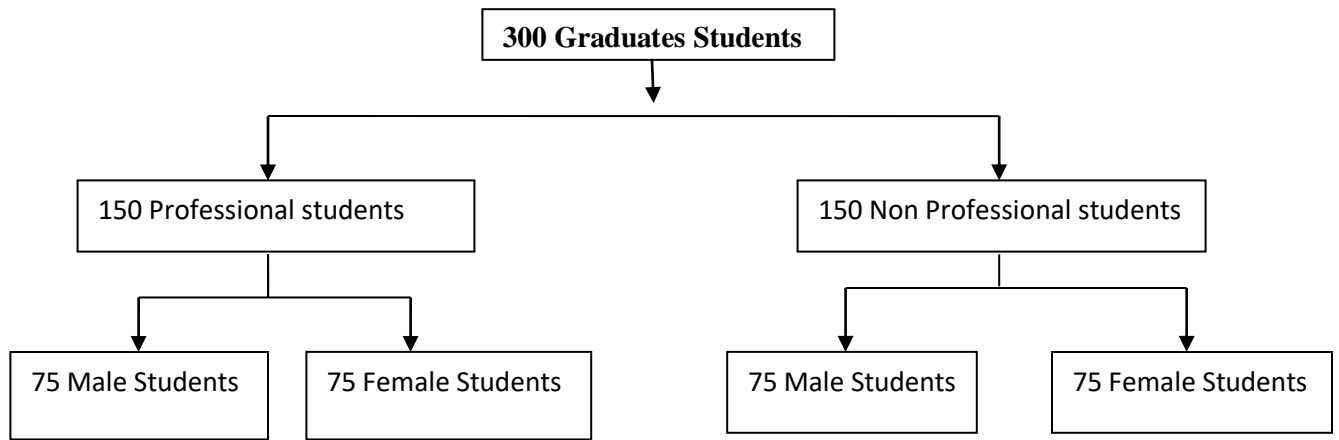 300 Graduates Students
150 Professional students
150 Non Professional students
75 Male Students
75 Female Students
75 Male Students
75 Female Students